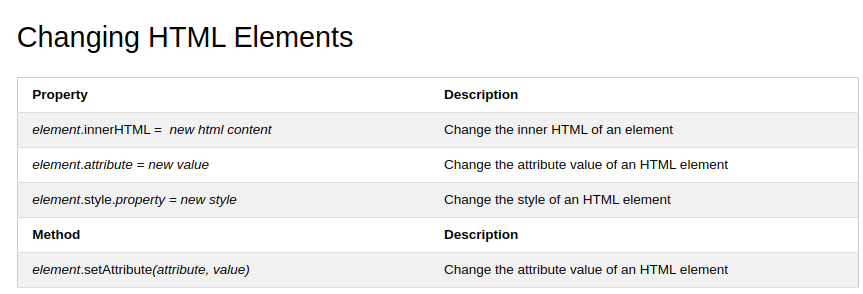 Changing HTML Elements
Property Description
element.innerHTML = new html content Change the inner HTML of an element
element.attribute = new value Change the attribute value of an HTML element
element.style.property = new style Change the style of an HTML element
Method Description
element.setAttribute(attribute, value) Change the attribute value of an HTML element